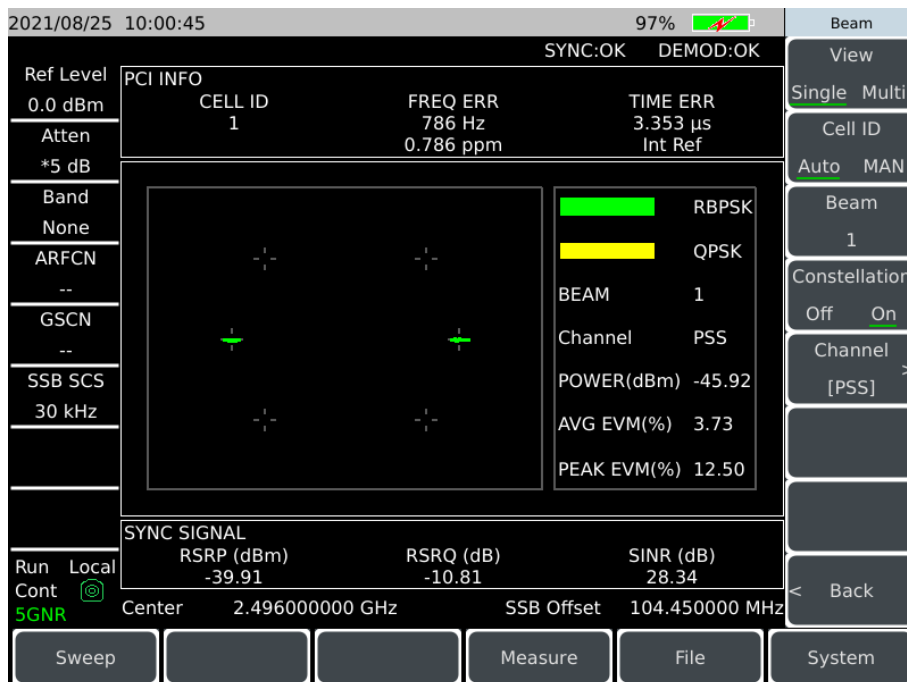 2021/08/25 10:00:45 97% Beam
SYNC:OK DEMOD:OK
Ref Level
0.0 dBm
Atten
*5 dB
Band
None
ARFCN
--
GSCN
--
SSB SCS
30 kHz
Run Local
Cont
5GNR
PCI INFO
CELL ID FREQ ERR TIME ERR
1 786 Hz 3.353 μs
0.786 ppm Int Ref
RBPSK
QPSK
BEAM 1
Channel PSS
POWER(dBm) -45.92
AVG EVM(%) 3.73
PEAK EVM(%) 12.50
SYNC SIGNAL
RSRP (dBm) RSRQ (dB) SINR (dB)
-39.91 -10.81 28.34
Center 2.496000000 GHz SSB Offset 104.450000 MHz
View
Single Multi
Cell ID
Auto MAN
Beam
1
Constellation
Off On
Channel >
[PSS]
< Back
Sweep Measure File System